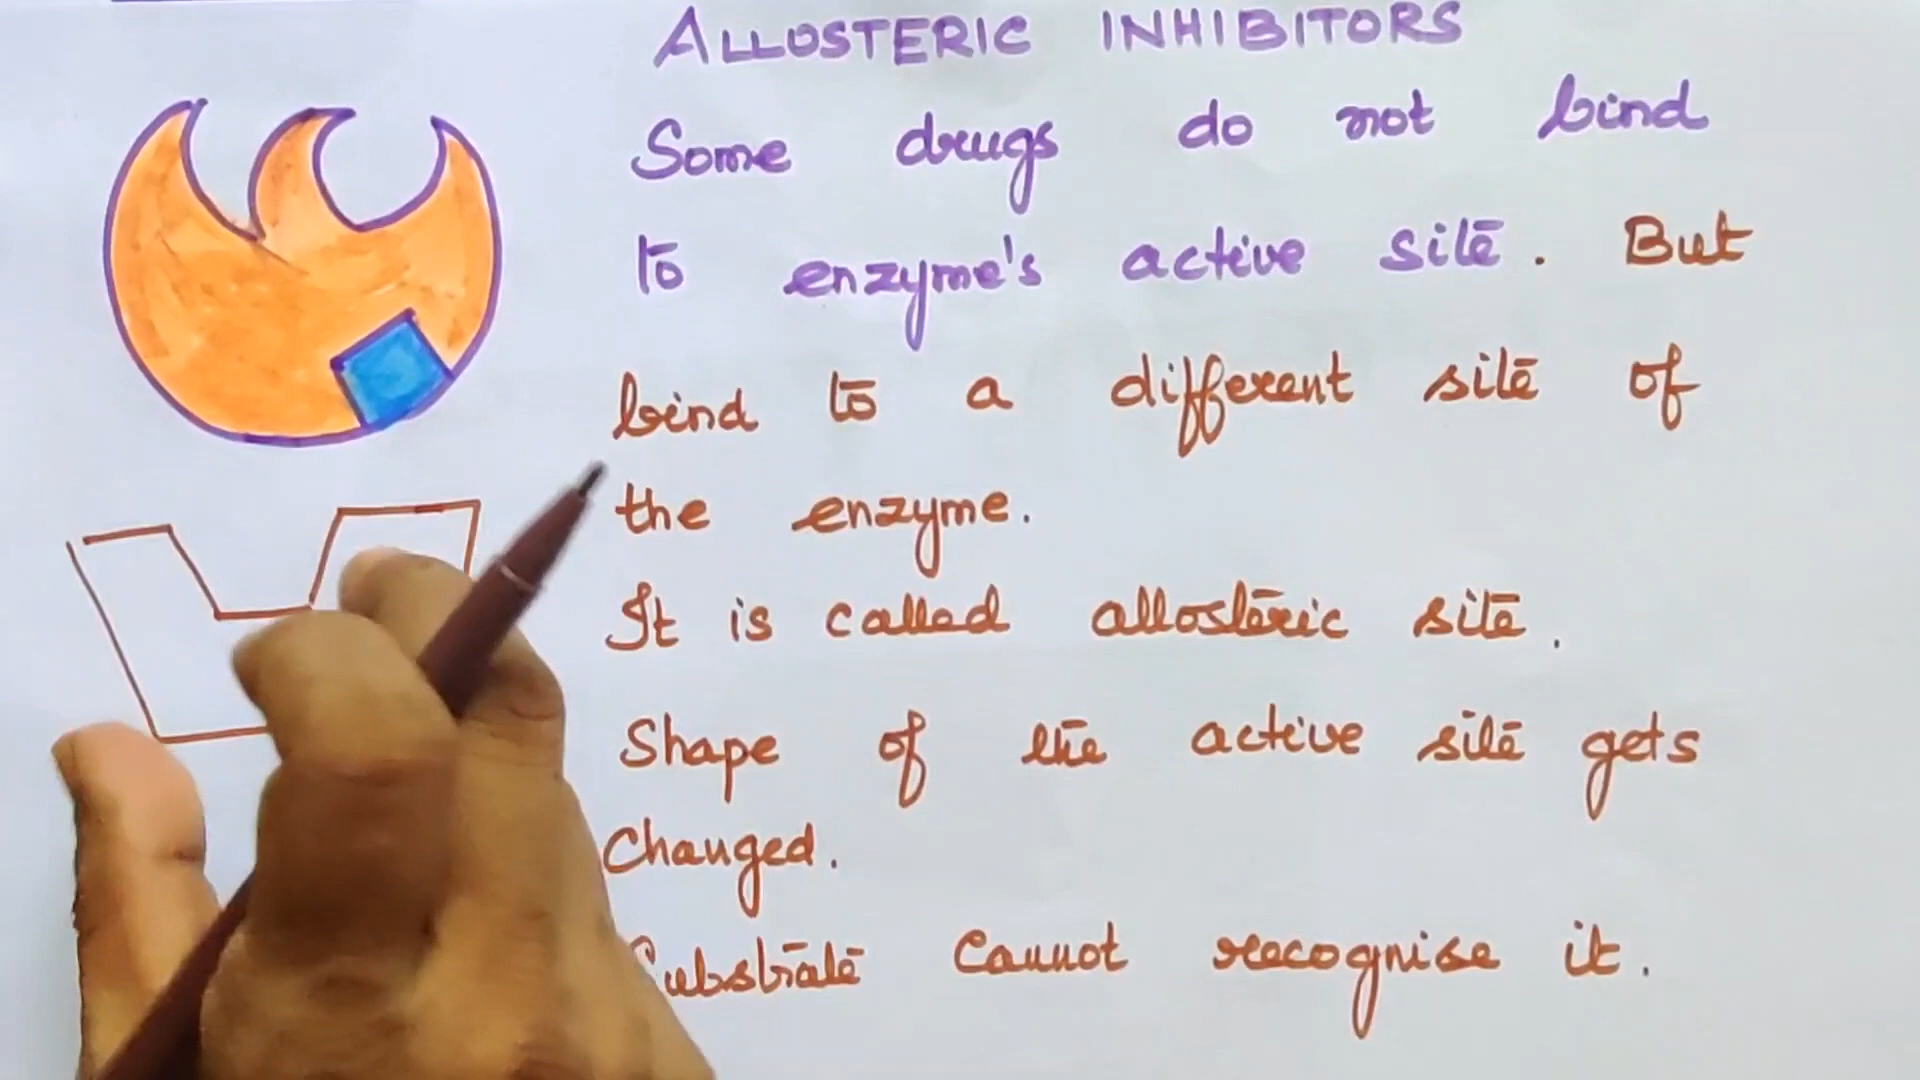 ALLOSTERIC INHIBITORS
Some drugs do not bind
to enzyme's active site. But
bind to a different site of
the enzyme.
It is called allosteric site.
Shape of the active site gets
changed.
Substrate cannot recognise it.